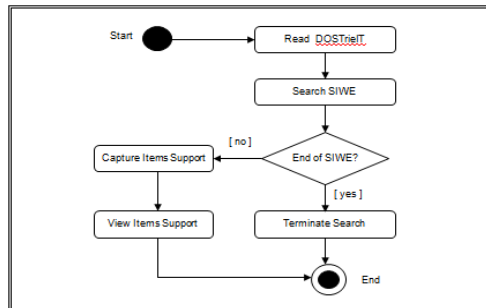 Start
Read DOSTrieIT
Search SIWE
[ no ]
End of SIWE?
Capture Items Support
[ yes ]
View Items Support
Terminate Search
End